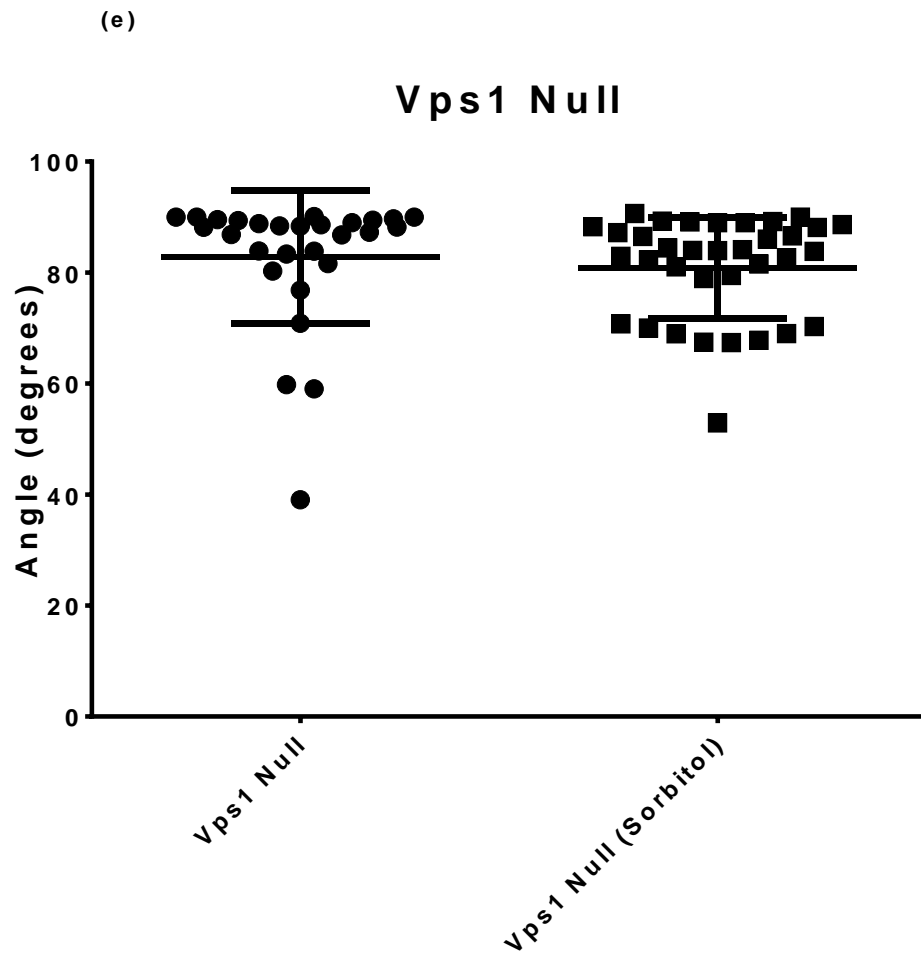 (e)
Vps1 Null
100
80
60
40
20
0
Angle (degrees)
Vps1 Null
Vps1 Null (Sorbitol)